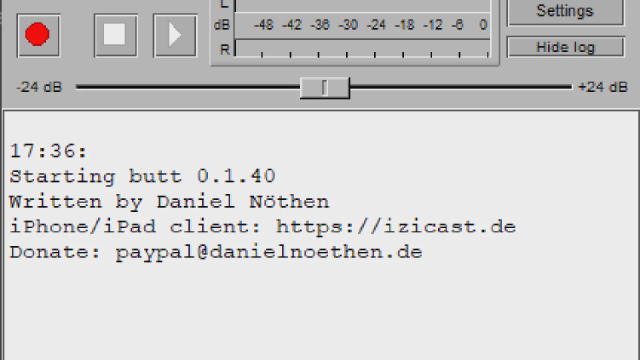 L
Settings
dB -48 -42 -36 -30 -24 -18 -12 -6 0
R
Hide log
-24 dB +24 dB
17:36:
Starting butt 0.1.40
Written by Daniel Nöthen
iPhone/iPad client: https://izicast.de
Donate: paypal@danielnoethen.de